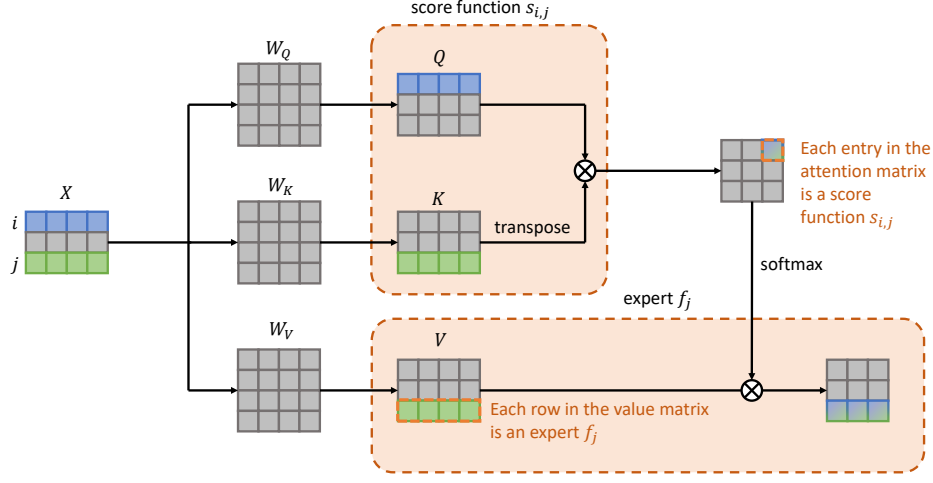 score function s_{i,j}
W_Q
Q
Each entry in the
attention matrix
is a score
function s_{i,j}
X
i
j
W_K
K
transpose
softmax
expert f_j
W_V
V
Each row in the value matrix
is an expert f_j